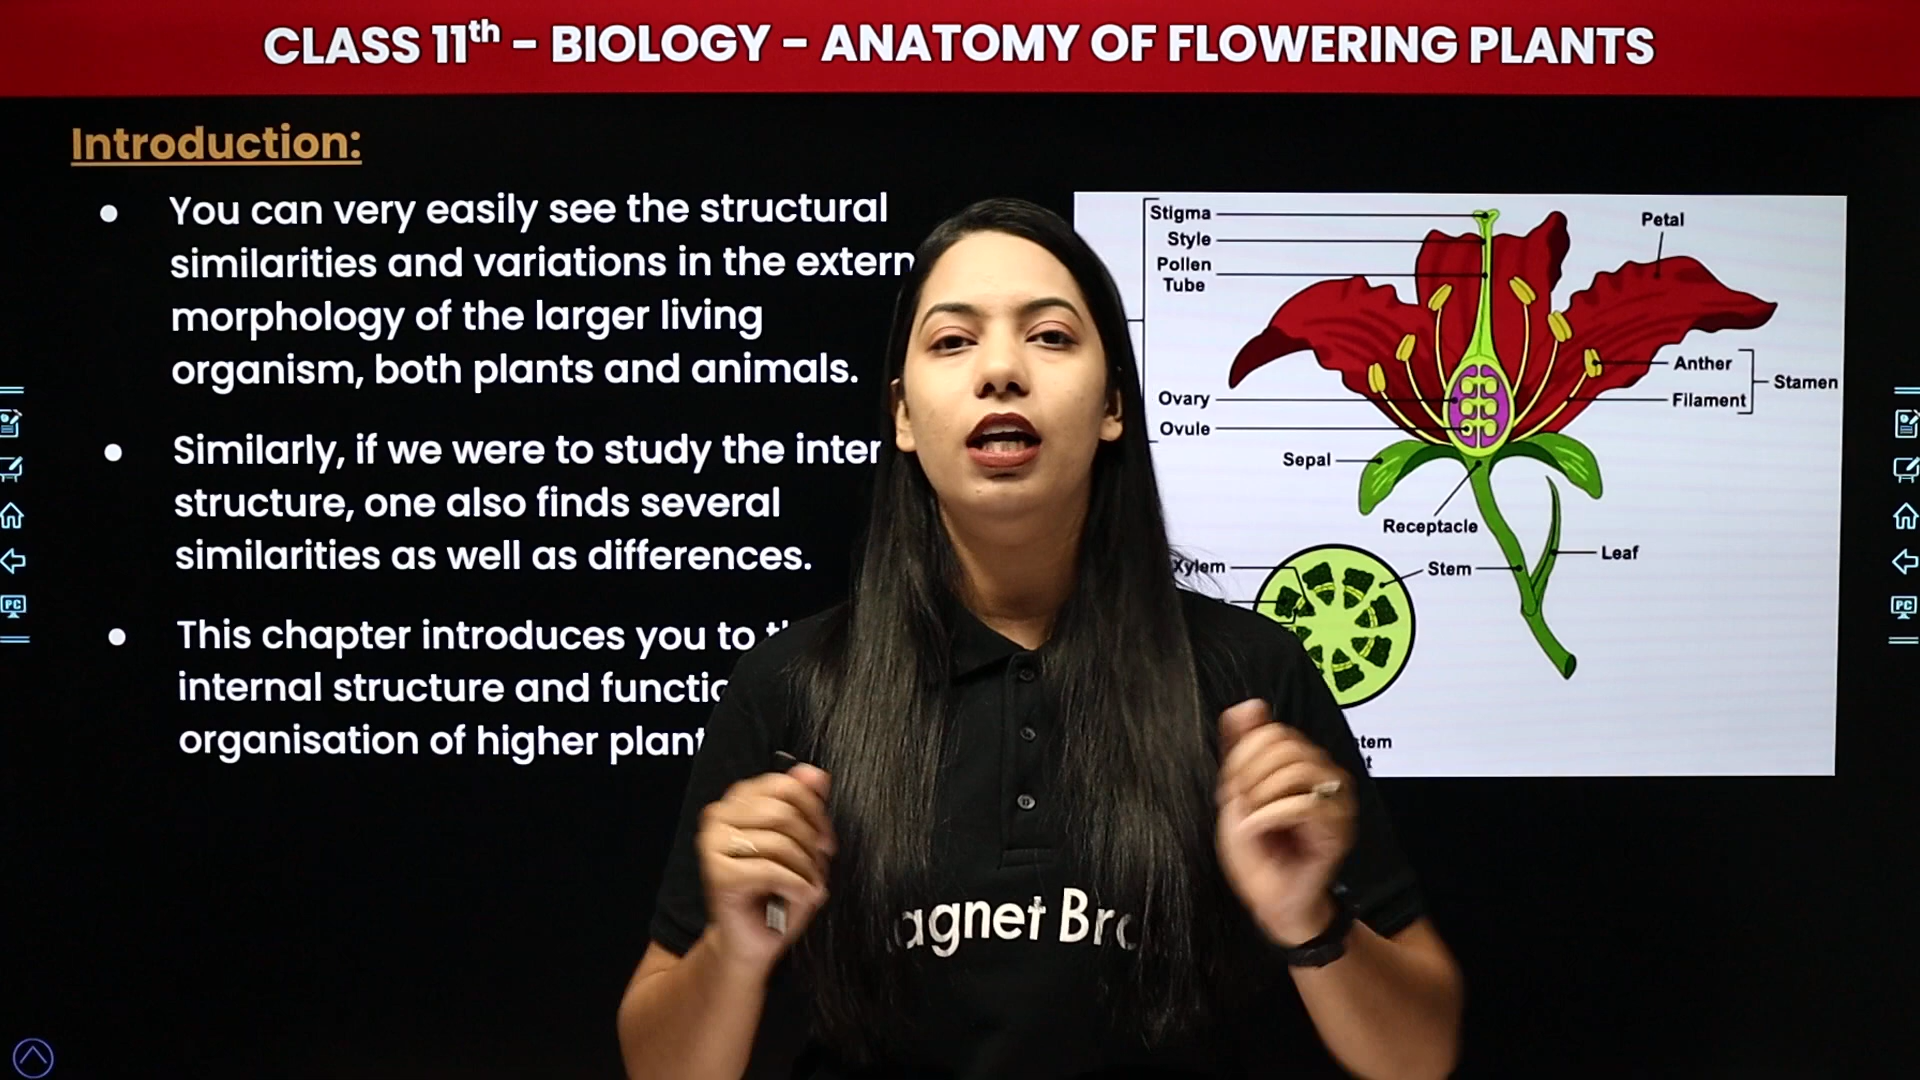 CLASS 11th - BIOLOGY - ANATOMY OF FLOWERING PLANTS
Introduction:
• You can very easily see the structural
similarities and variations in the extern
morphology of the larger living
organism, both plants and animals.
• Similarly, if we were to study the inter
structure, one also finds several
similarities as well as differences.
• This chapter introduces you to
internal structure and functio
organisation of higher plant
Stigma
Style
Pollen
Tube
Ovary
Ovule
Sepal
Receptacle
Petal
Anther
Filament
Stamen
Leaf
Stem
Xylem
tem
t
agnet Br
PC
PC